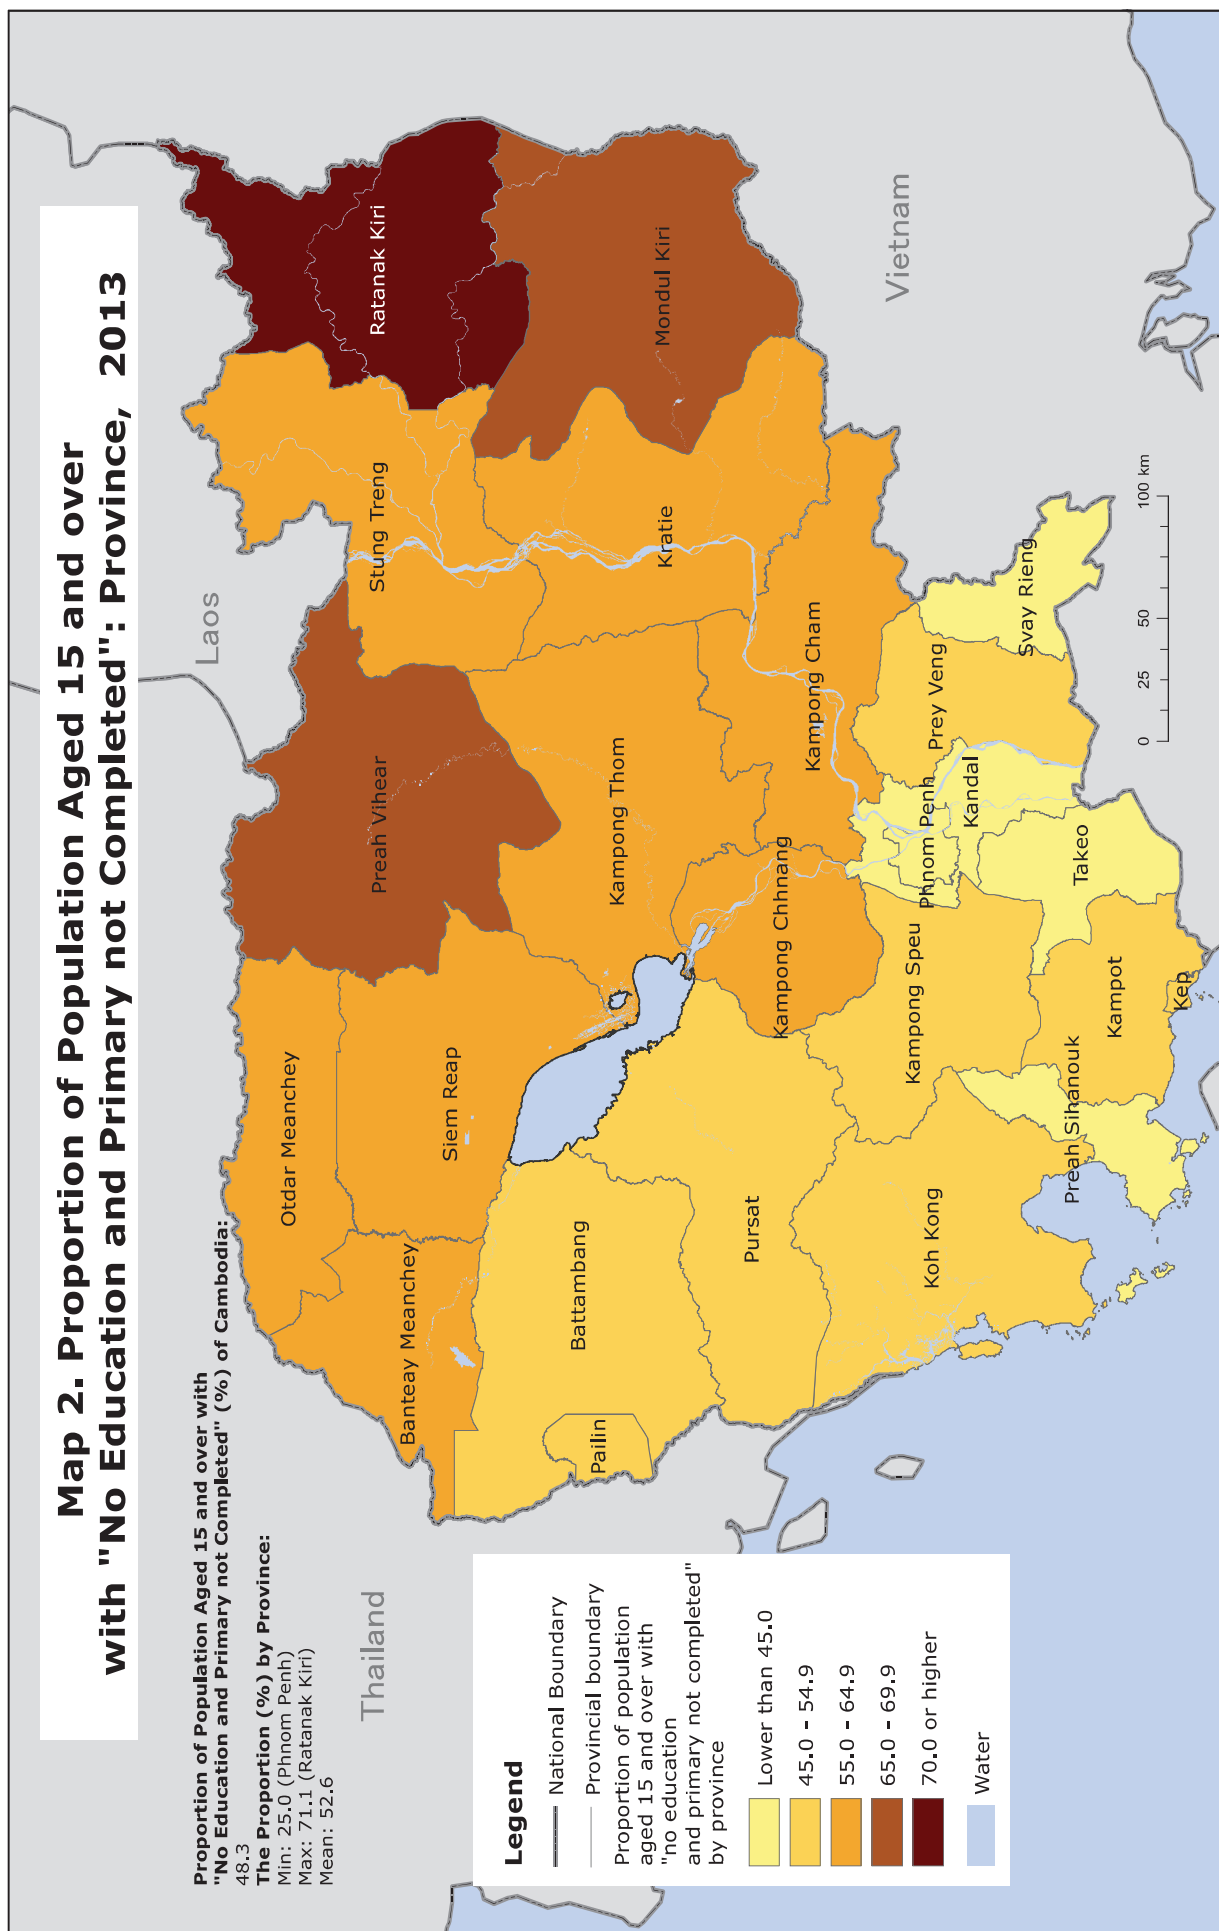 Map 2. Proportion of Population Aged 15 and over
with "No Education and Primary not Completed": Province, 2013
Proportion of Population Aged 15 and over with
"No Education and Primary not Completed" (%) of Cambodia:
48.3
The Proportion (%) by Province:
Min: 25.0 (Phnom Penh)
Max: 71.1 (Ratanak Kiri)
Mean: 52.6
Thailand
Laos
Vietnam
Otdar Meanchey
Preah Vihear
Stung Treng
Ratanak Kiri
Banteay Meanchey
Siem Reap
Battambang
Pailin
Kampong Thom
Kratie
Mondul Kiri
Pursat
Kampong Chhnang
Kampong Cham
Koh Kong
Kampong Speu
Phnom Penh
Kandal
Prey Veng
Svay Rieng
Preah Sihanouk
Kampot
Takeo
Kep
Legend
National Boundary
Provincial boundary
Proportion of population
aged 15 and over with
"no education
and primary not completed"
by province
Lower than 45.0
45.0 - 54.9
55.0 - 64.9
65.0 - 69.9
70.0 or higher
Water
0 25 50 100 km